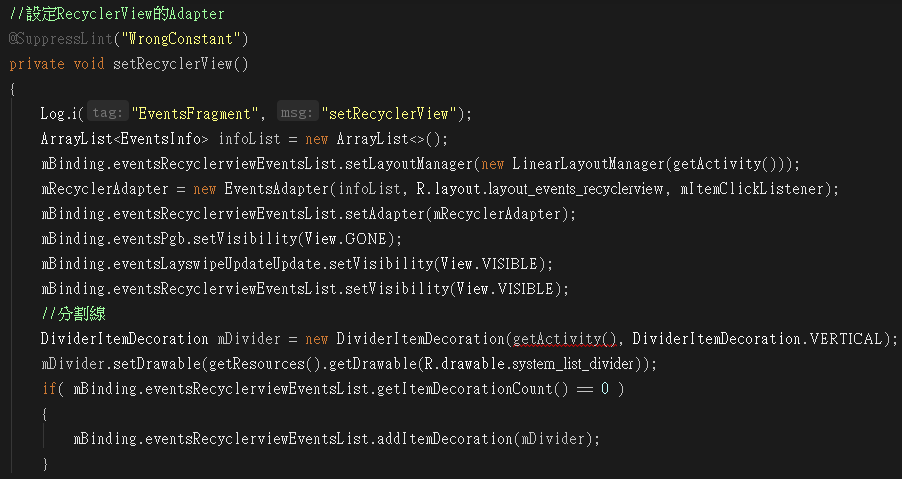 //設定RecyclerView的Adapter
@SuppressLint("WrongConstant")
private void setRecyclerView()
{
Log.i( tag: "EventsFragment", msg: "setRecyclerView");
ArrayList<EventsInfo> infoList = new ArrayList<>();
mBinding.eventsRecyclerviewEventsList.setLayoutManager(new LinearLayoutManager(getActivity()));
mRecyclerAdapter = new EventsAdapter(infoList, R.layout.layout_events_recyclerview, mItemClickListener);
mBinding.eventsRecyclerviewEventsList.setAdapter(mRecyclerAdapter);
mBinding.eventsPgb.setVisibility(View.GONE);
mBinding.eventsLayswipeUpdateUpdate.setVisibility(View.VISIBLE);
mBinding.eventsRecyclerviewEventsList.setVisibility(View.VISIBLE);
//分割線
DividerItemDecoration mDivider = new DividerItemDecoration(getActivity(), DividerItemDecoration.VERTICAL);
mDivider.setDrawable(getResources().getDrawable(R.drawable.system_list_divider));
if( mBinding.eventsRecyclerviewEventsList.getItemDecorationCount() == 0 )
{
mBinding.eventsRecyclerviewEventsList.addItemDecoration(mDivider);
}